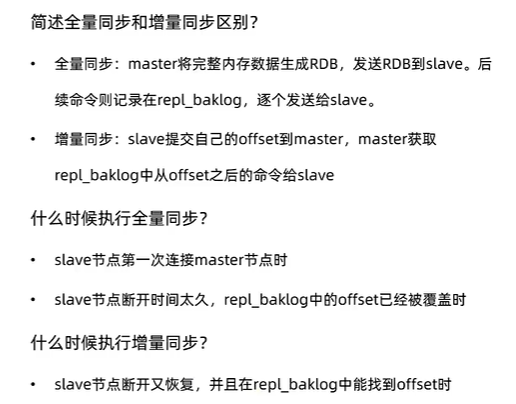 简述全量同步和增量同步区别？
• 全量同步：master将完整内存数据生成RDB，发送RDB到slave。后
续命令则记录在repl_baklog，逐个发送给slave。
• 增量同步：slave提交自己的offset到master，master获取
repl_baklog中从offset之后的命令给slave
什么时候执行全量同步？
• slave节点第一次连接master节点时
• slave节点断开时间太久，repl_baklog中的offset已经被覆盖时
什么时候执行增量同步？
• slave节点断开又恢复，并且在repl_baklog中能找到offset时